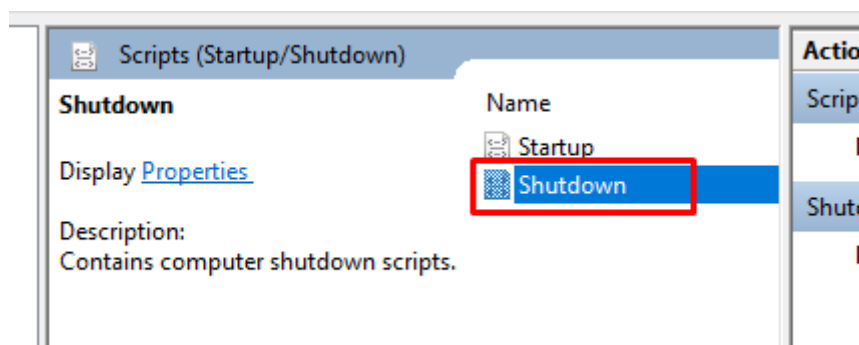 Scripts (Startup/Shutdown)
Shutdown
Display Properties
Description:
Contains computer shutdown scripts.
Name
Startup
Shutdown